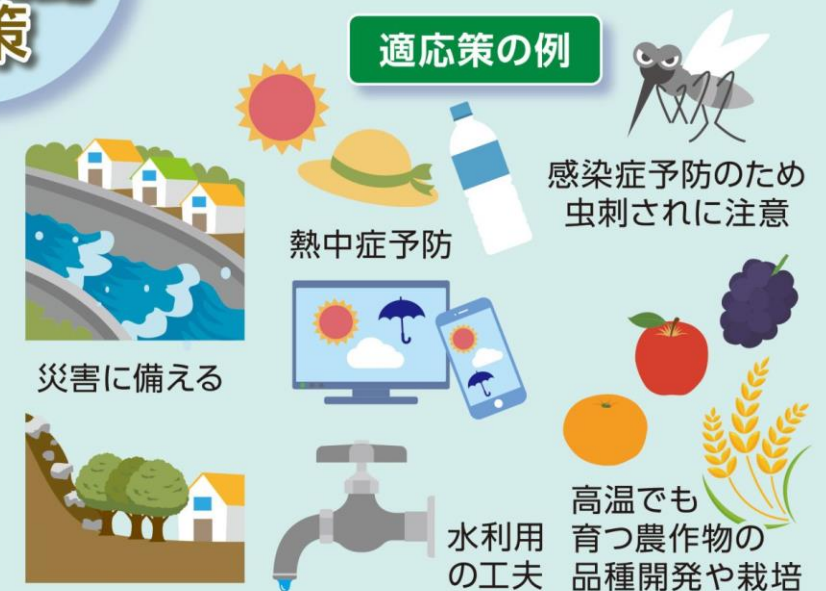 策
適応策の例
感染症予防のため
虫刺されに注意
熱中症予防
災害に備える
水利用
の工夫
高温でも
育つ農作物の
品種開発や栽培